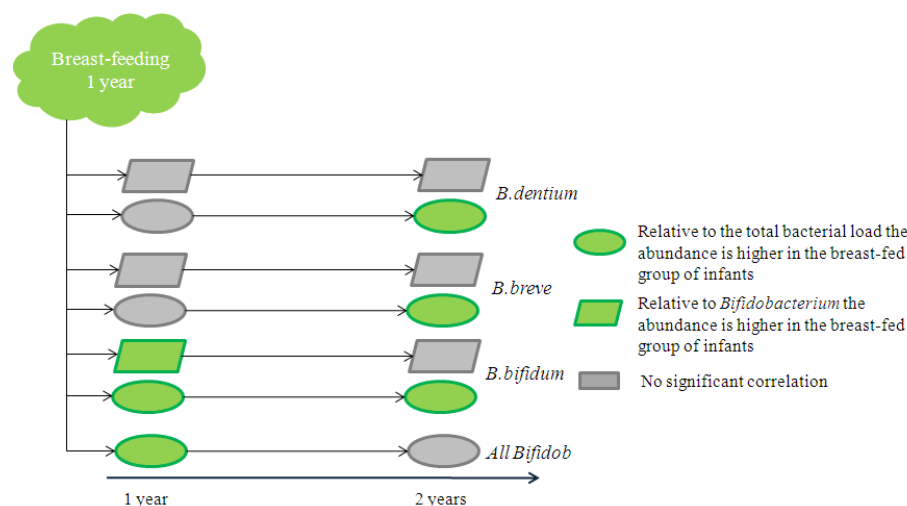 Breast-feeding
1 year
B.dentium
B.breve
B.bifidum
All Bifidob
1 year
2 years
Relative to the total bacterial load the
abundance is higher in the breast-fed
group of infants
Relative to Bifidobacterium the
abundance is higher in the breast-fed
group of infants
No significant correlation